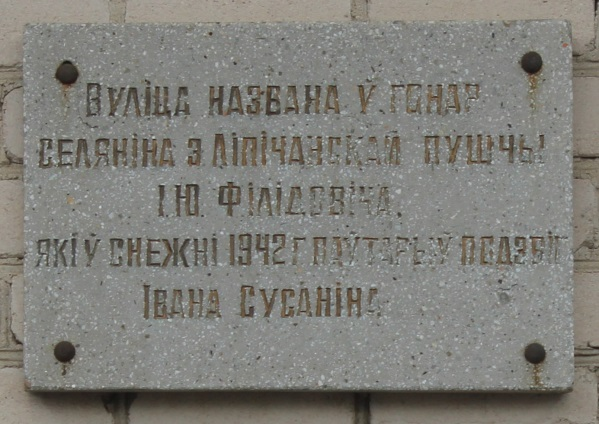 Вуліца названа ў гонар
селяніна з Ліпічанскай пушчы
І.Ю. Філідовіча,
які ў снежні 1942 г паўтарыў подзвіг
Івана Сусаніна